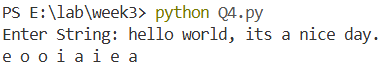 PS E:\lab\week3> python Q4.py
Enter String: hello world, its a nice day.
e o o i a i e a